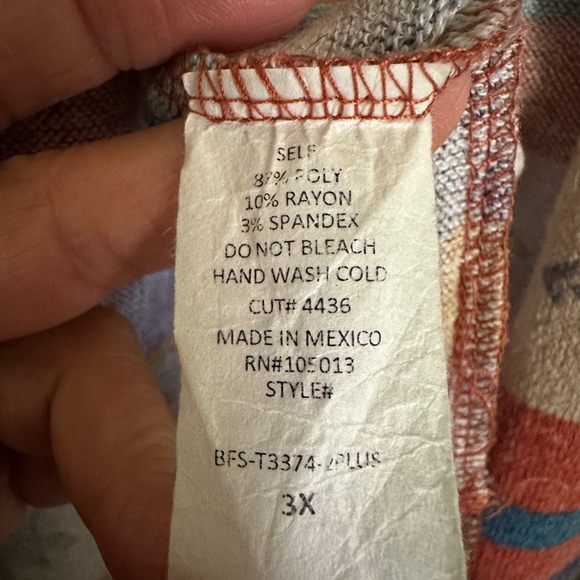 SELF
87% POLY
10% RAYON
3% SPANDEX
DO NOT BLEACH
HAND WASH COLD
CUT# 4436
MADE IN MEXICO
RN#105013
STYLE#
BFS-T3374-2PLUS
3X